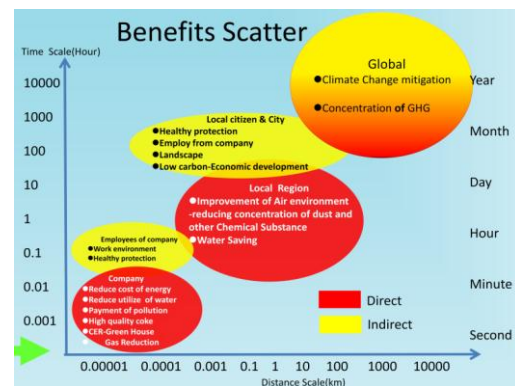 Benefits Scatter
Time Scale(Hour)
10000
1000
100
10
1
0.1
0.01
0.001
Global
●Climate Change mitigation
●Concentration of GHG
Local citizen & City
●Healthy protection
●Employ from company
●Landscape
●Low carbon-Economic development
Local Region
●Improvement of Air environment
-reducing concentration of dust and
other Chemical Substance
●Water Saving
Employees of company
●Work environment
●Healthy protection
Company
●Reduce cost of energy
●Reduce utilize of water
●Payment of pollution
●High quality coke
●CER-Green House
Gas Reduction
Year
Month
Day
Hour
Minute
Second
Direct
Indirect
0.00001 0.0001 0.001 0.01 0.1 0 1 10 100 1000 10000
Distance Scale(km)